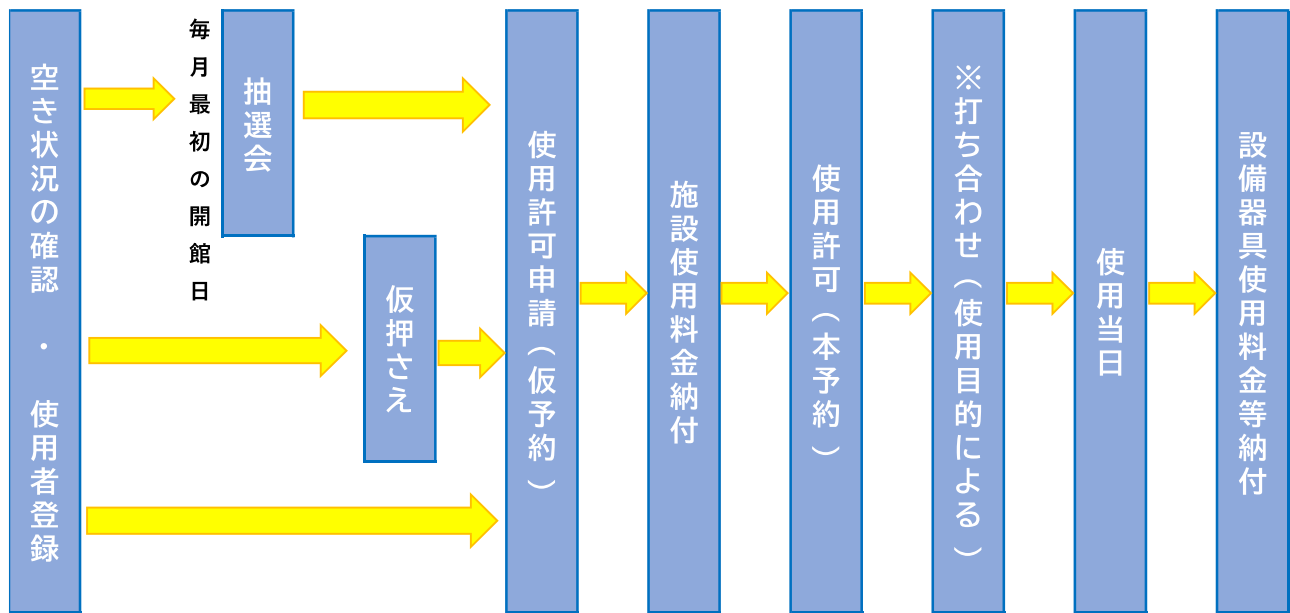 空き状況の確認　・　使用者登録
毎月最初の開館日
抽選会
仮押さえ
使用許可申請（仮予約）
施設使用料金納付
使用許可（本予約）
※打ち合わせ（使用目的による）
使用当日
設備器具使用料金等納付